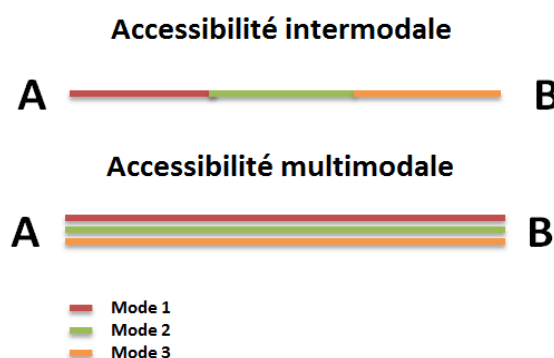 Accessibilité intermodale
A B
Accessibilité multimodale
A B
Mode 1
Mode 2
Mode 3